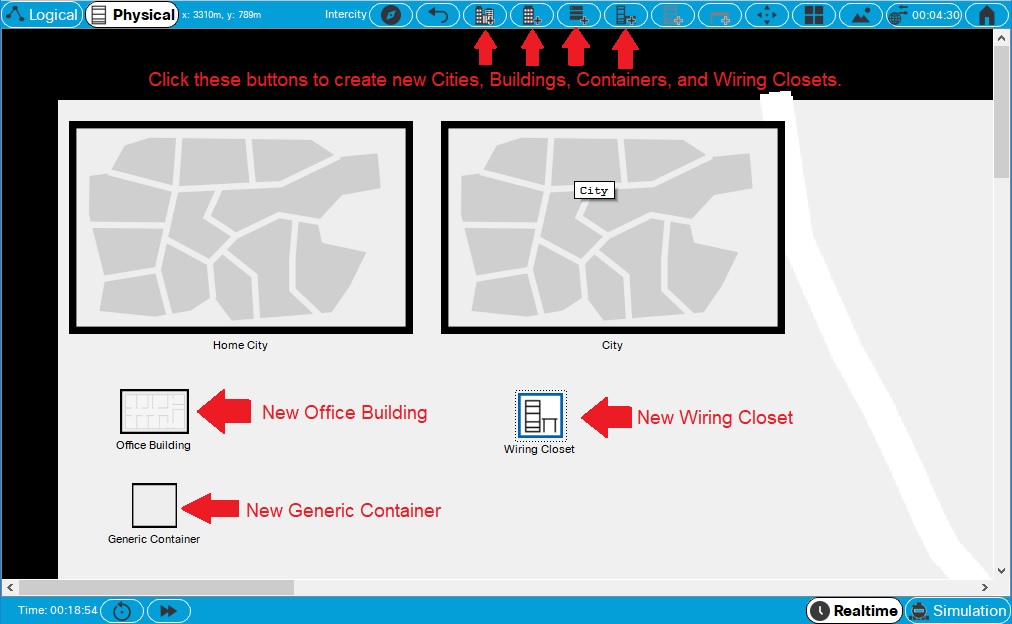 Logical Physical x: 3310m, y: 789m Intercity 00:04:30
Click these buttons to create new Cities, Buildings, Containers, and Wiring Closets.
City
Home City City
New Office Building New Wiring Closet
Office Building Wiring Closet
New Generic Container
Generic Container
Time: 00:18:54 Realtime Simulation